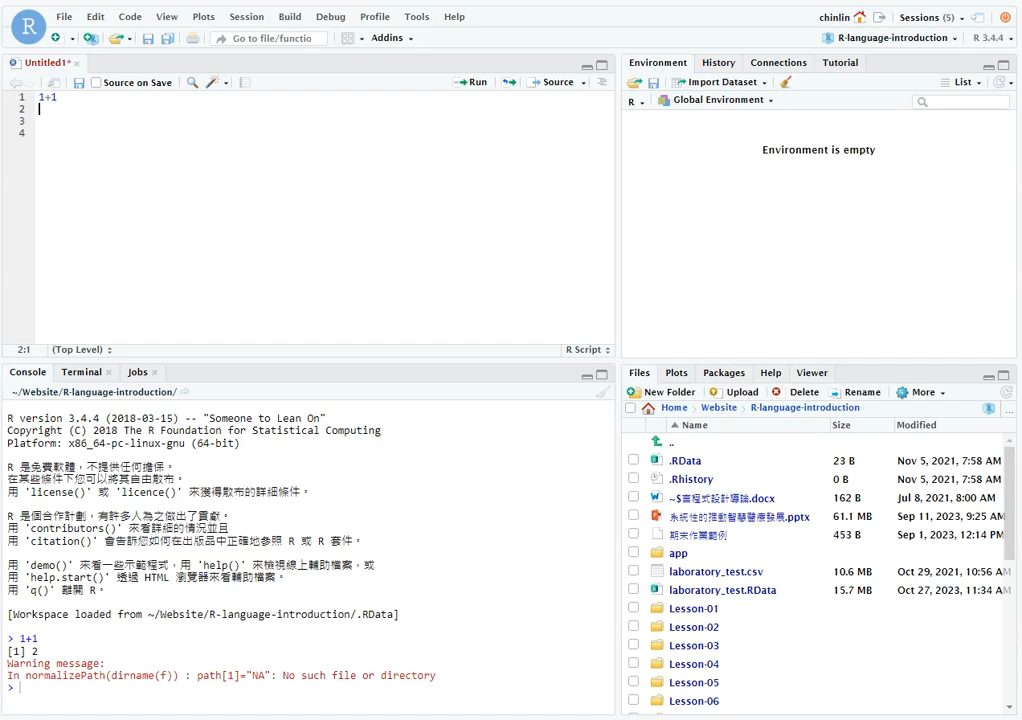 File Edit Code View Plots Session Build Debug Profile Tools Help
chinlin Sessions (5)
Go to file/functio Addins
R-language-introduction R 3.4.4
Untitled1*
Source on Save Run Source
1 1+1
2
3
4
2:1 (Top Level) R Script
Console Terminal Jobs
~/Website/R-language-introduction/
R version 3.4.4 (2018-03-15) -- "Someone to Lean On"
Copyright (C) 2018 The R Foundation for Statistical Computing
Platform: x86_64-pc-linux-gnu (64-bit)
R 是免費軟體，不提供任何擔保。
在某些條件下您可以將其自由散布。
用 'license()' 或 'licence()' 來獲得散布的詳細條件。
R 是個合作計劃，有許多人為之做出了貢獻。
用 'contributors()' 來看詳細的情況並且
用 'citation()' 會告訴您如何在出版品中正確地參照 R 或 R 套件。
用 'demo()' 來看一些示範程式，用 'help()' 來檢視線上輔助檔案，或
用 'help.start()' 透過 HTML 瀏覽器來看輔助檔案。
用 'q()' 離開 R。
[Workspace loaded from ~/Website/R-language-introduction/.RData]
> 1+1
[1] 2
Warning message:
In normalizePath(dirname(f)) : path[1]="NA": No such file or directory
>
Environment History Connections Tutorial
Import Dataset List
R Global Environment
Environment is empty
Files Plots Packages Help Viewer
New Folder Upload Delete Rename More
Home Website R-language-introduction R ...
Name Size Modified
..
.RData 23 B Nov 5, 2021, 7:58 AM
.Rhistory 0 B Nov 5, 2021, 7:58 AM
~$言程式設計導論.docx 162 B Jul 8, 2021, 8:00 AM
系統性的推動智慧醫療發展.pptx 61.1 MB Sep 11, 2023, 9:25 AM
期末作業範例 453 B Sep 1, 2023, 12:14 PM
app
laboratory_test.csv 10.6 MB Oct 29, 2021, 10:56 AM
laboratory_test.RData 15.7 MB Oct 27, 2023, 11:34 AM
Lesson-01
Lesson-02
Lesson-03
Lesson-04
Lesson-05
Lesson-06